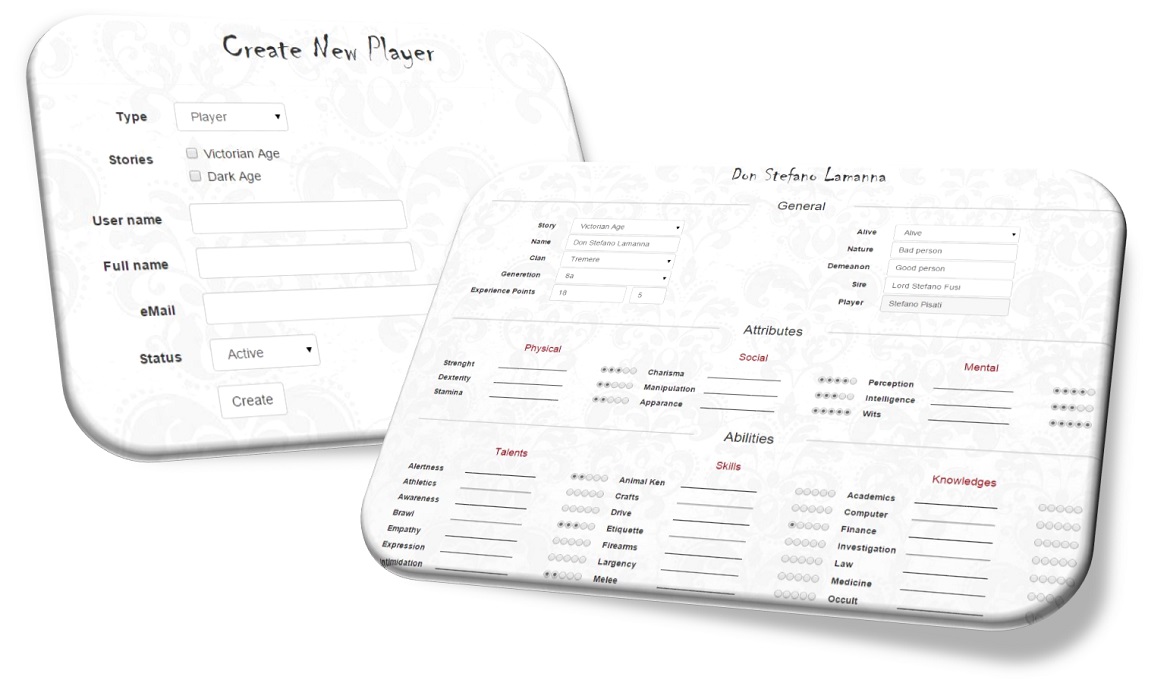 Create New Player
Type Player
Stories Victorian Age
Dark Age
User name
Full name
eMail
Status Active
Create
Don Stefano Lamanna
General
Story Victorian Age
Name Don Stefano Lamanna
Clan Tremere
Generetion 6a
Experience Points 18 5
Alive Alive
Nature Bad person
Demeanon Good person
Sire Lord Stefano Fusi
Player Stefano Pisati
Attributes
Physical Social Mental
Strenght Charisma Perception
Dexterity Manipulation Intelligence
Stamina Apparance Wits
Abilities
Talents Skills Knowledges
Alertness Animal Ken Academics
Athletics Crafts Computer
Awareness Drive Finance
Brawl Etiquette Investigation
Empathy Firearms Law
Expression Largency Medicine
Intimidation Melee Occult